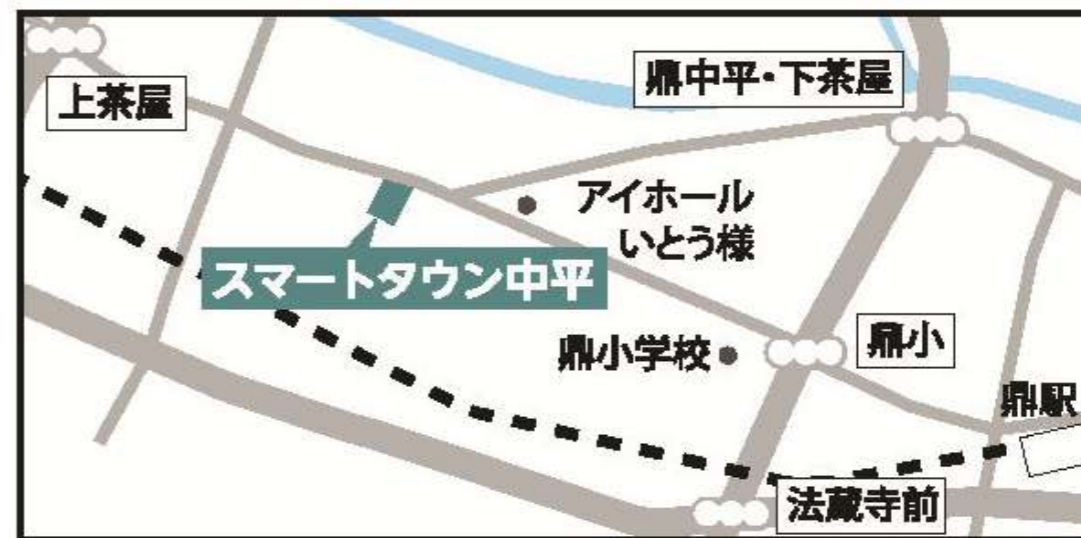 上茶屋
鼎中平・下茶屋
アイホール
いとう様
スマートタウン中平
鼎小学校
鼎小
鼎駅
法蔵寺前